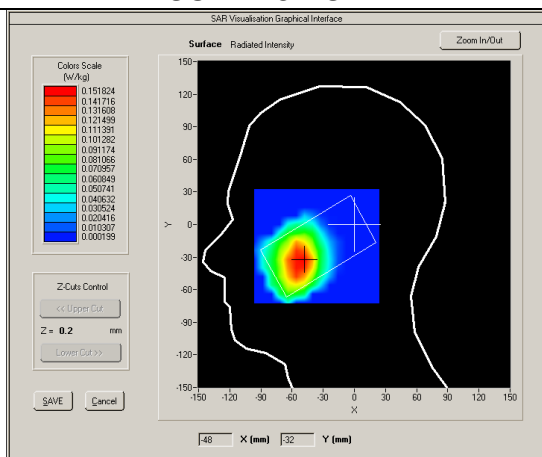 SAR Visualisation Graphical Interface
Surface Radiated Intensity
Zoom In/Out
Colors Scale
(W/kg)
0.151824
0.141716
0.131608
0.121499
0.111391
0.101282
0.091174
0.081066
0.070957
0.060849
0.050741
0.040632
0.030524
0.020416
0.010307
0.000199
Z-Cuts Control
<< Upper Cut
Z = 0.2 mm
Lower Cut >>
SAVE Cancel
150
120
90
60
30
0
-30
-60
-90
-120
-150
Y
-150 -120 -90 -60 -30 0 30 60 90 120 150
X
-48 X (mm) -32 Y (mm)